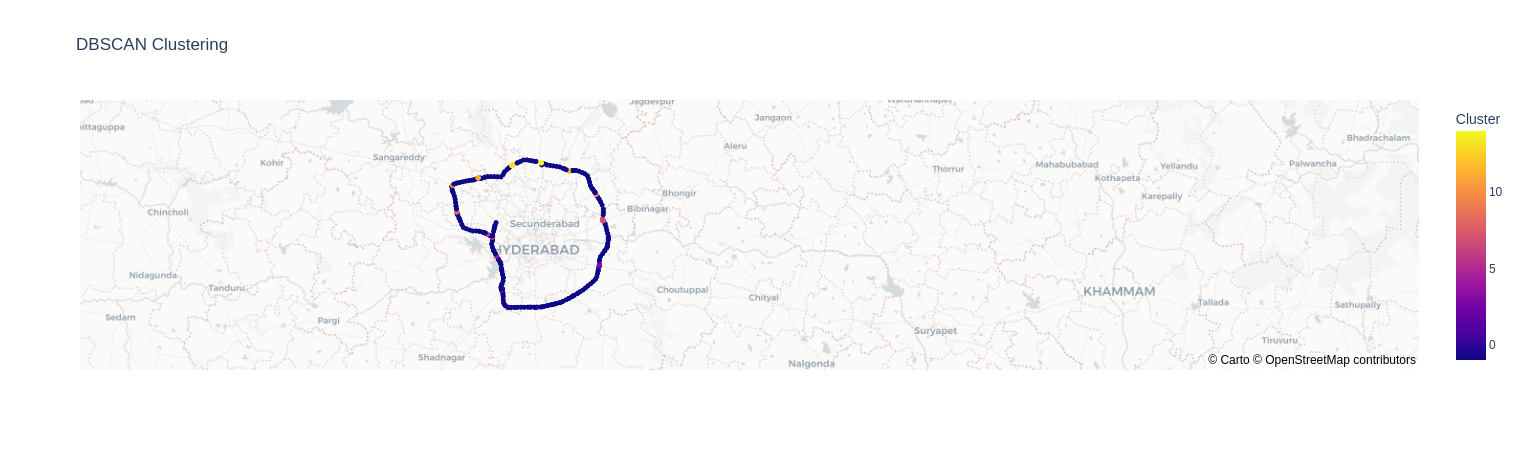 DBSCAN Clustering
Jagdevpur
ittaguppa
Jangaon
Bhadrachalam
Aleru
Sangareddy
Kohir
Thorrur
Mahabubabad
Yellandu
Palwancha
Kothapeta
Bhongir
Karepally
Bibinagar
Chincholi
Secunderabad
HYDERABAD
Nidagunda
Tanduru
Choutuppal
Chityal
KHAMMAM
Tallada
Sathupally
Sedam
Pargi
Suryapet
Tiruvuru
Shadnagar
Nalgonda
© Carto © OpenStreetMap contributors
Cluster
10
5
0